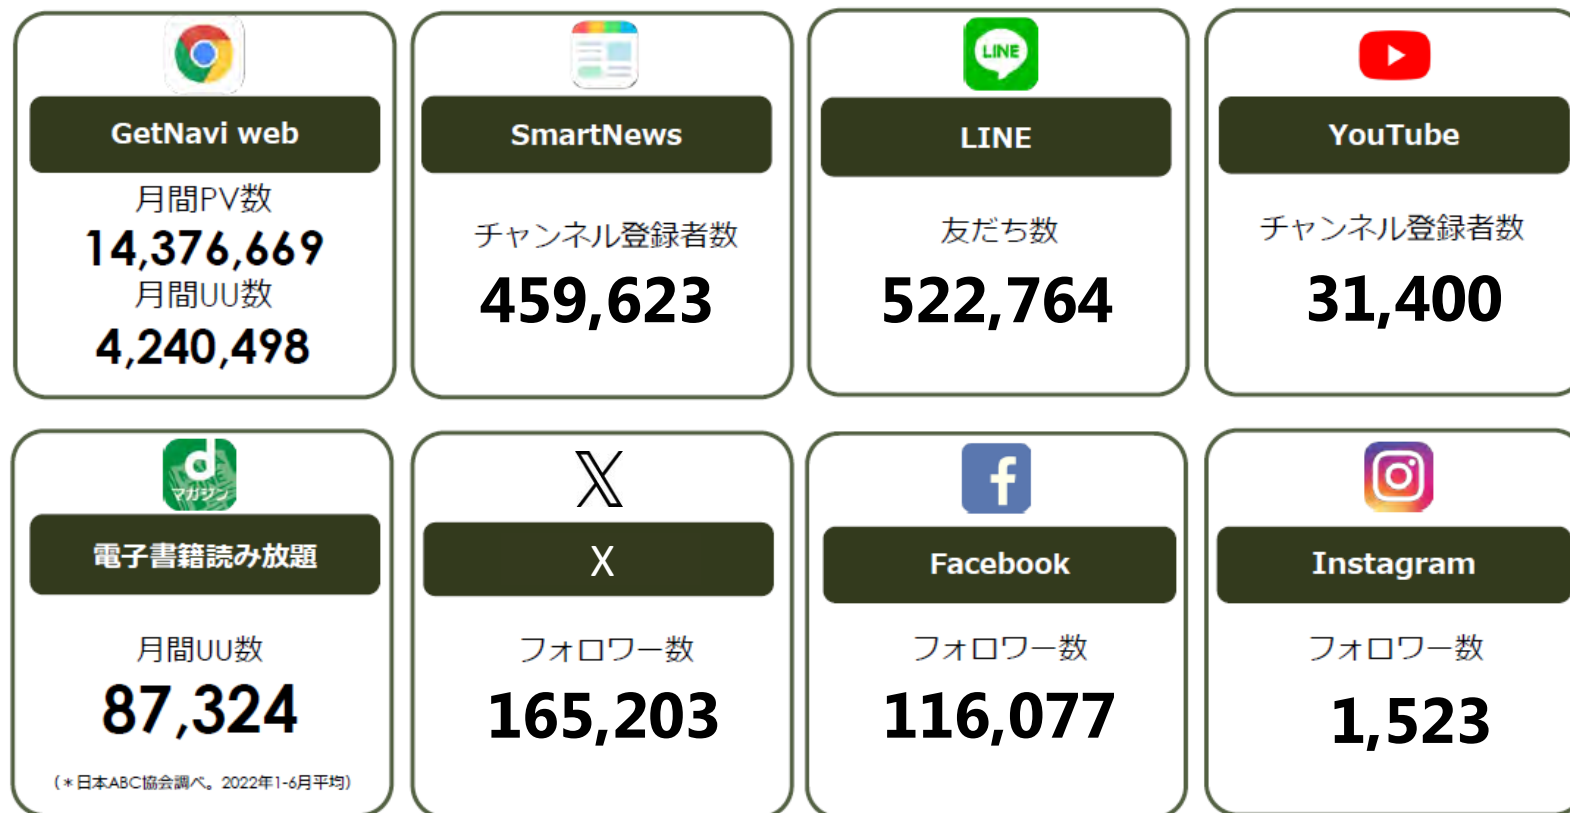 GetNavi web
月間PV数
14,376,669
月間UU数
4,240,498
SmartNews
チャンネル登録者数
459,623
LINE
LINE
友だち数
522,764
YouTube
チャンネル登録者数
31,400
d
マガジン
電子書籍読み放題
月間UU数
87,324
(＊日本ABC協会調べ。2022年1-6月平均)
X
X
フォロワー数
165,203
f
Facebook
フォロワー数
116,077
Instagram
フォロワー数
1,523